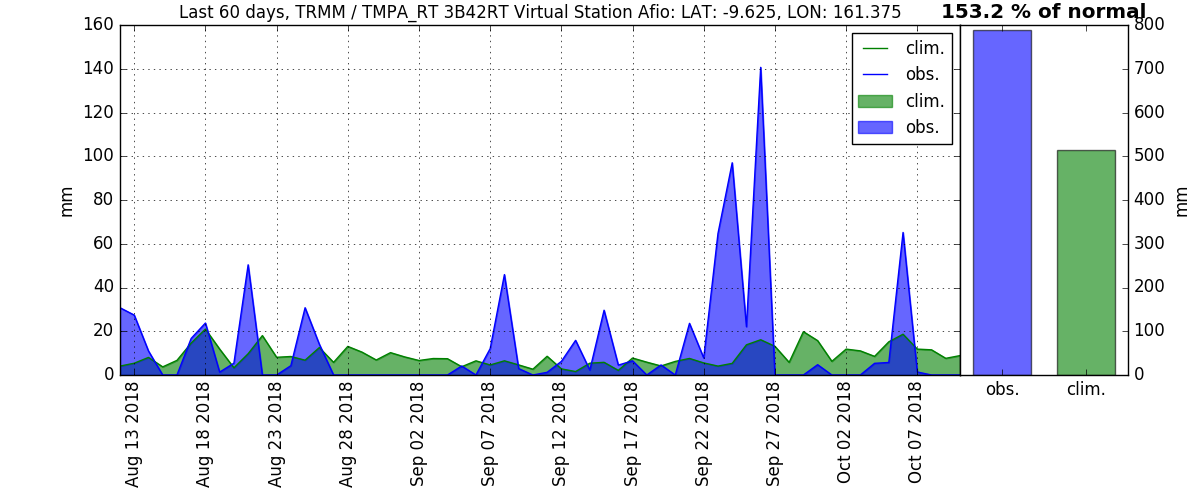 Last 60 days, TRMM / TMPA_RT 3B42RT Virtual Station Afio: LAT: -9.625, LON: 161.375
153.2 % of normal
160
140
120
100
80
60
40
20
0
mm
clim.
obs.
clim.
obs.
800
700
600
500
400
300
200
100
0
mm
Aug 13 2018
Aug 18 2018
Aug 23 2018
Aug 28 2018
Sep 02 2018
Sep 07 2018
Sep 12 2018
Sep 17 2018
Sep 22 2018
Sep 27 2018
Oct 02 2018
Oct 07 2018
obs.
clim.